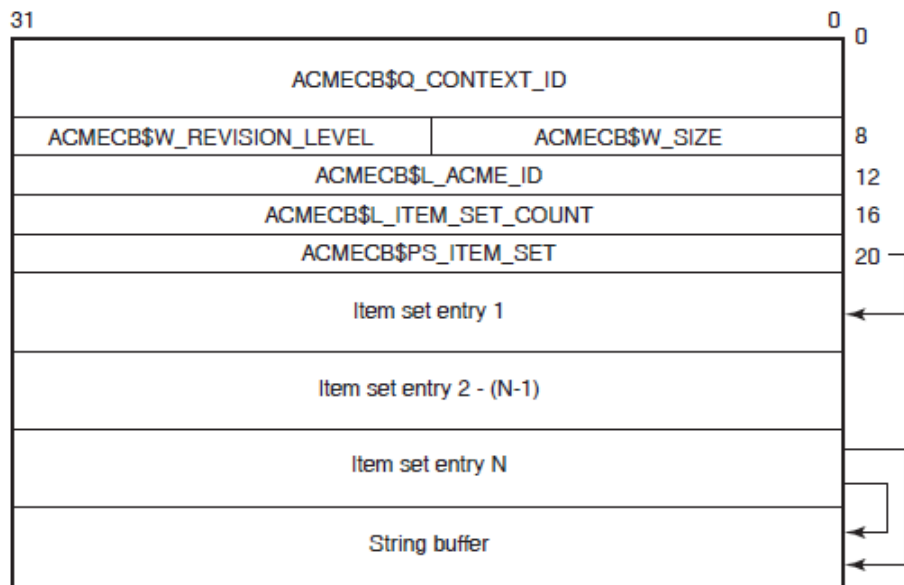 31 0
0
ACMECB$Q_CONTEXT_ID
ACMECB$W_REVISION_LEVEL ACMECB$W_SIZE 8
ACMECB$L_ACME_ID 12
ACMECB$L_ITEM_SET_COUNT 16
ACMECB$PS_ITEM_SET 20
Item set entry 1
Item set entry 2 - (N-1)
Item set entry N
String buffer